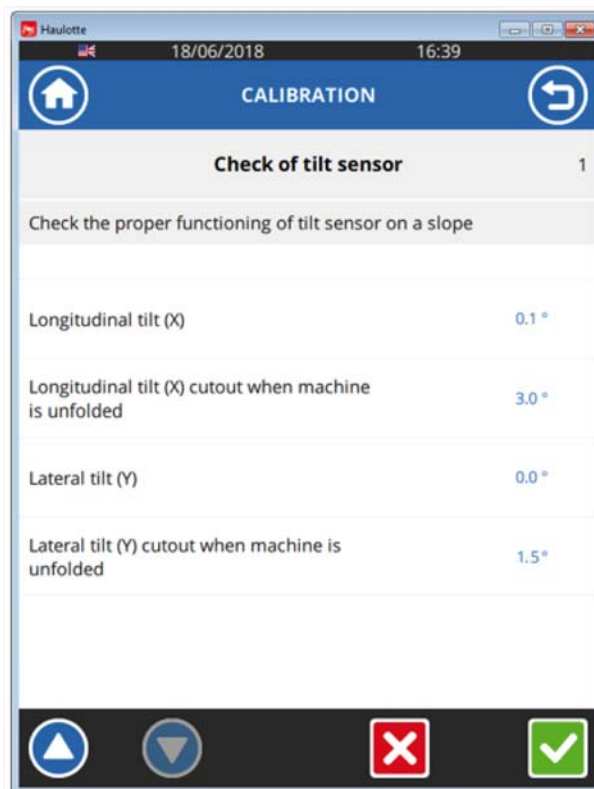 Haulotte
18/06/2018 16:39
CALIBRATION
Check of tilt sensor 1
Check the proper functioning of tilt sensor on a slope
Longitudinal tilt (X) 0.1 °
Longitudinal tilt (X) cutout when machine
is unfolded 3.0 °
Lateral tilt (Y) 0.0 °
Lateral tilt (Y) cutout when machine is
unfolded 1.5 °